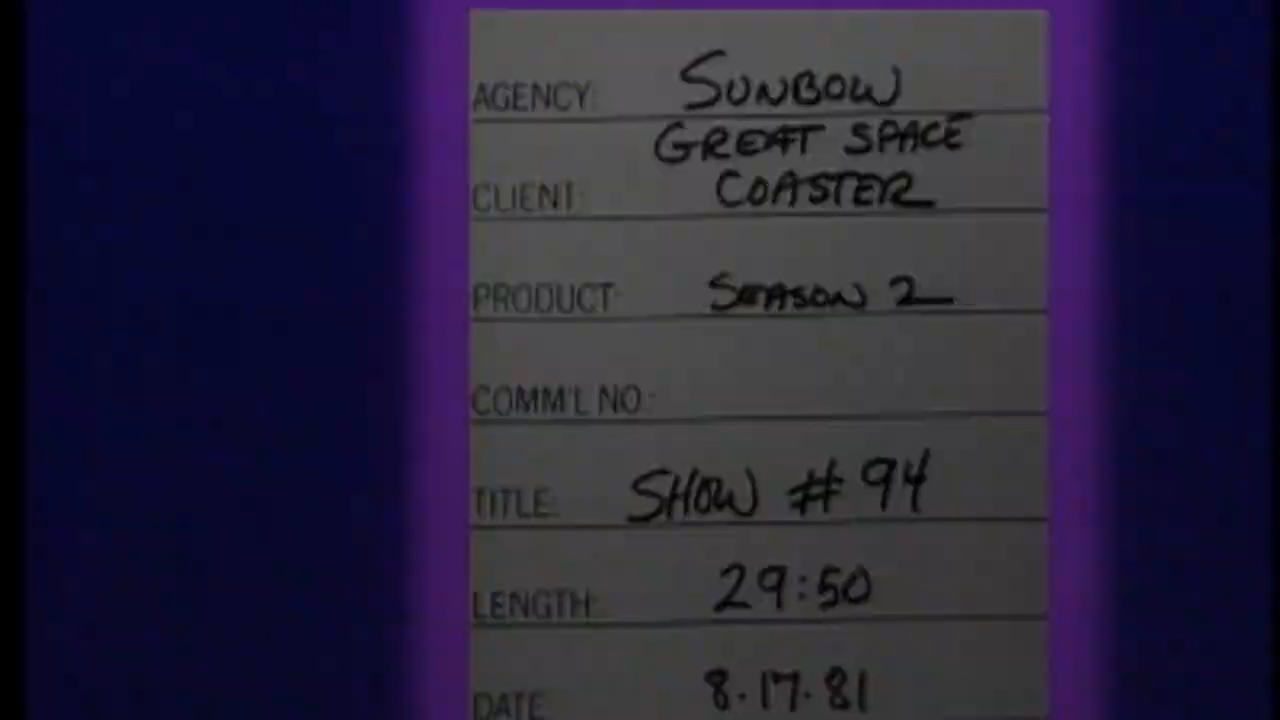 AGENCY: SUNBOW
GREAT SPACE
CLIENT: COASTER
PRODUCT: SEASON 2
COMM'L NO.:
TITLE: SHOW # 94
LENGTH: 29:50
DATE 8·17·81